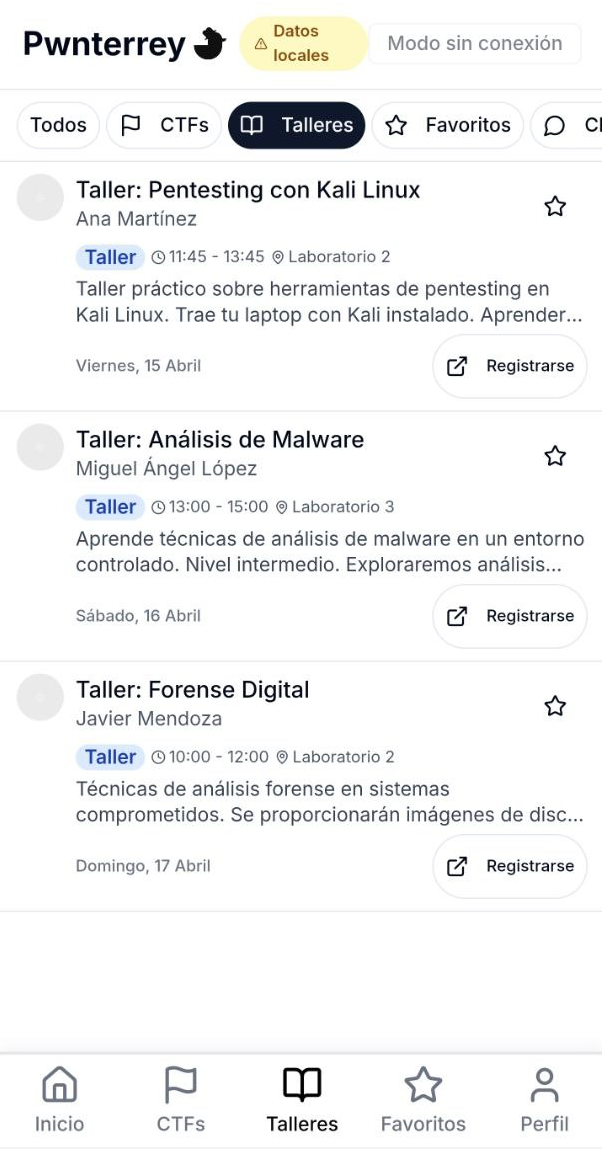 Pwnterrey
Datos
locales
Modo sin conexión
Todos
CTFs
Talleres
Favoritos
Taller: Pentesting con Kali Linux
Ana Martínez
Taller 11:45 - 13:45 Laboratorio 2
Taller práctico sobre herramientas de pentesting en
Kali Linux. Trae tu laptop con Kali instalado. Aprender...
Viernes, 15 Abril
Registrarse
Taller: Análisis de Malware
Miguel Ángel López
Taller 13:00 - 15:00 Laboratorio 3
Aprende técnicas de análisis de malware en un entorno
controlado. Nivel intermedio. Exploraremos análisis...
Sábado, 16 Abril
Registrarse
Taller: Forense Digital
Javier Mendoza
Taller 10:00 - 12:00 Laboratorio 2
Técnicas de análisis forense en sistemas
comprometidos. Se proporcionarán imágenes de disc...
Domingo, 17 Abril
Registrarse
Inicio
CTFs
Talleres
Favoritos
Perfil